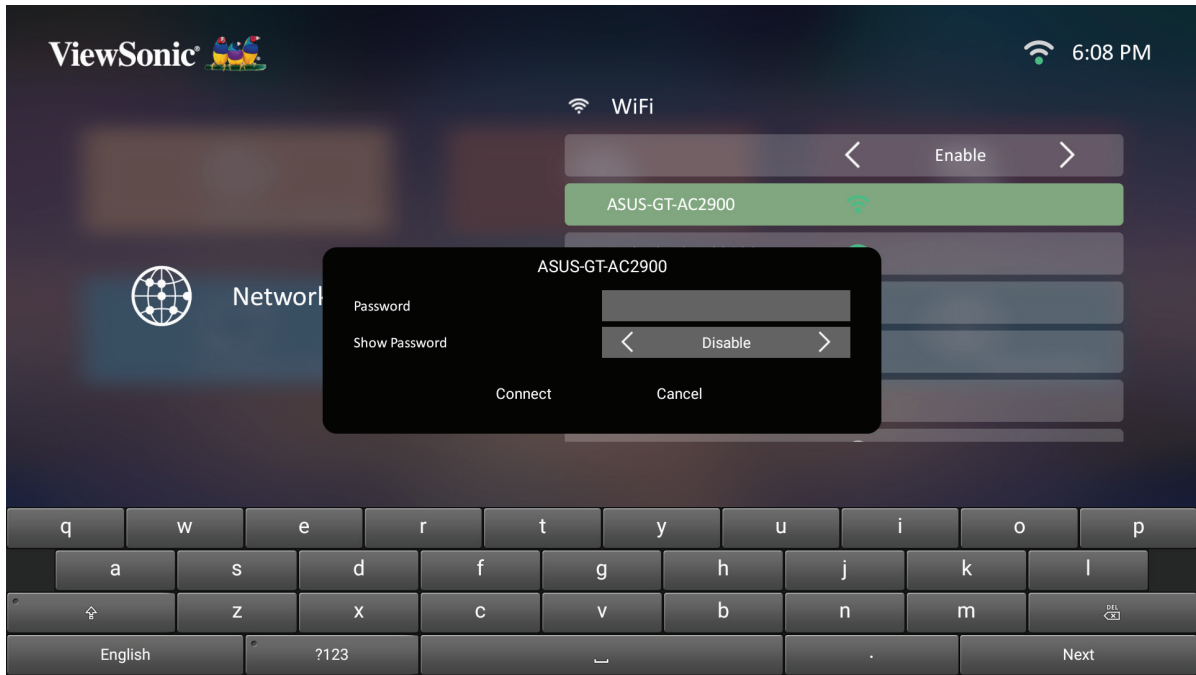 ViewSonic®
6:08 PM
WiFi
Enable
ASUS-GT-AC2900
ASUS-GT-AC2900
Network
Password
Show Password
Disable
Connect
Cancel
q w e r t y u i o p
a s d f g h j k l
z x c v b n m DEL
English ?123 . Next